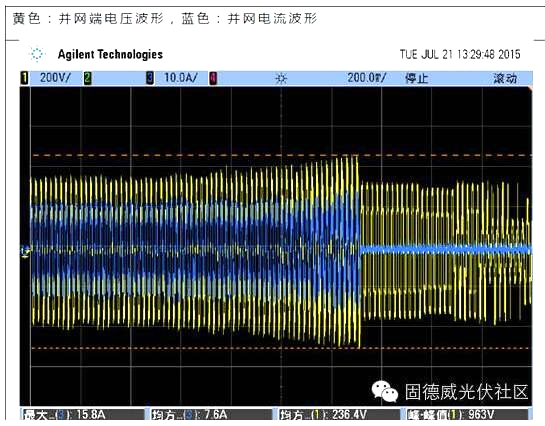 黄色：并网端电压波形，蓝色：并网电流波形
Agilent Technologies TUE JUL 21 13:29:48 2015
1 200V/ 2 3 10.0A/ 4 200.0㎳/ 停止 滚动
固德威光伏社区
最大(3): 15.8A 均方(3): 7.6A 均方(1): 236.4V 峰-峰值(1): 963V